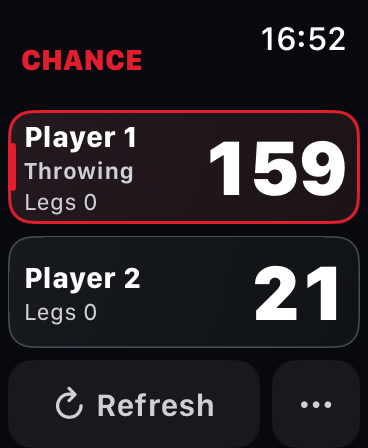 16:52
CHANCE
Player 1
Throwing
Legs 0
159
Player 2
Legs 0
21
Refresh
...